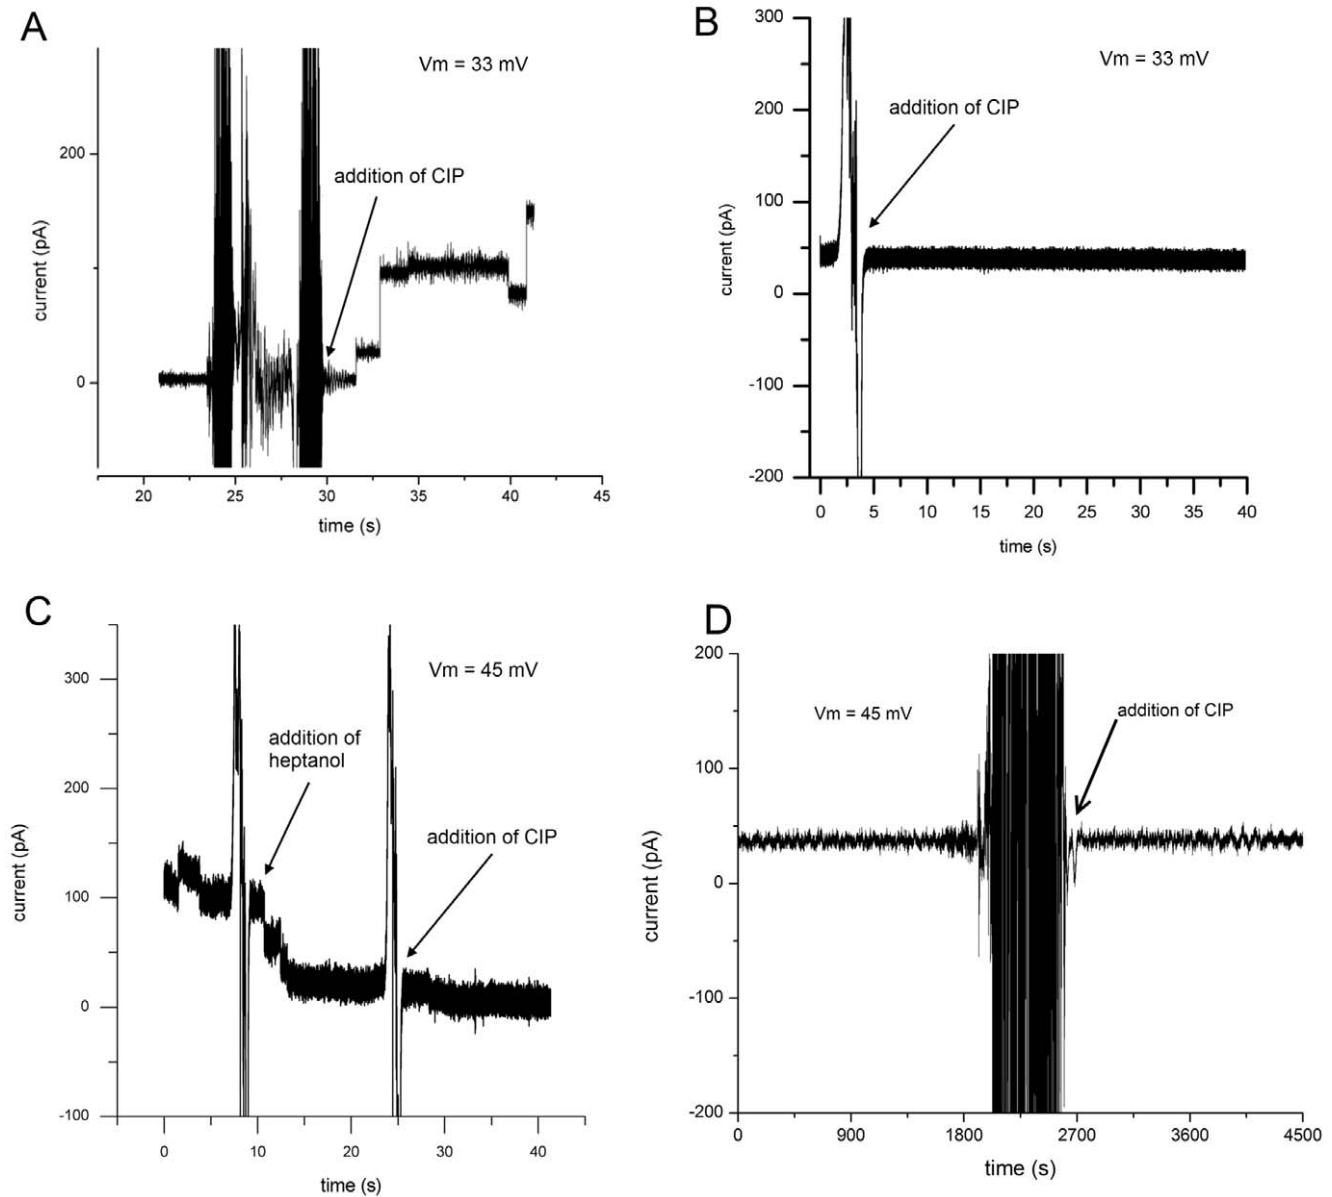 A
Vm = 33 mV
addition of CIP
200
0
current (pA)
20 25 30 35 40 45
time (s)
B
Vm = 33 mV
addition of CIP
300
200
100
0
-100
-200
current (pA)
0 5 10 15 20 25 30 35 40
time (s)
C
Vm = 45 mV
addition of
heptanol
addition of CIP
300
200
100
0
-100
current (pA)
0 10 20 30 40
time (s)
D
Vm = 45 mV
addition of CIP
200
100
0
-100
-200
current (pA)
0 900 1800 2700 3600 4500
time (s)